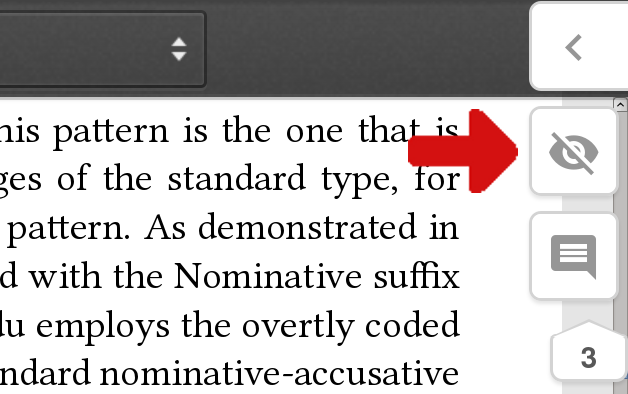 his pattern is the one that is
ges of the standard type, for
pattern. As demonstrated in
d with the Nominative suffix
du employs the overtly coded
ndard nominative-accusative
3